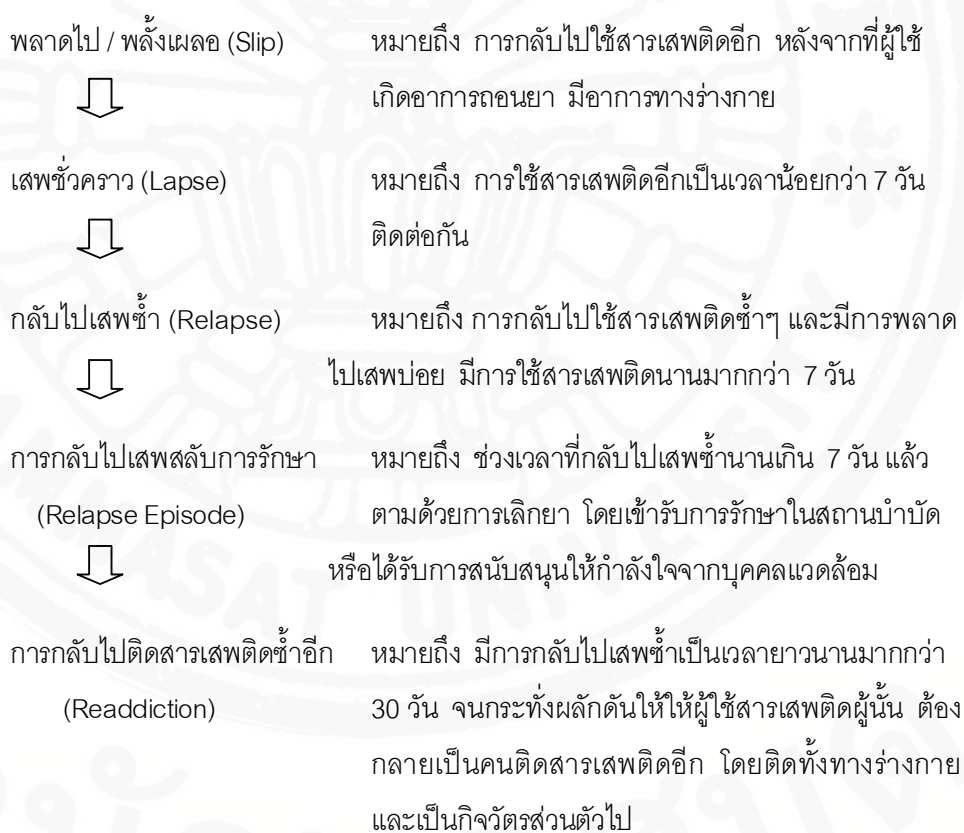 พลาดไป / พลั้งเผลอ (Slip) หมายถึง การกลับไปใช้สารเสพติดอีก หลังจากที่ผู้ใช้
เกิดอาการถอนยา มีอาการทางร่างกาย
เสพชั่วคราว (Lapse) หมายถึง การใช้สารเสพติดอีกเป็นเวลาน้อยกว่า 7 วัน
ติดต่อกัน
กลับไปเสพซ้ำ (Relapse) หมายถึง การกลับไปใช้สารเสพติดซ้ำๆ และมีการพลาด
ไปเสพบ่อย มีการใช้สารเสพติดนานมากกว่า 7 วัน
การกลับไปเสพสลับการรักษา หมายถึง ช่วงเวลาที่กลับไปเสพซ้ำนานเกิน 7 วัน แล้ว
(Relapse Episode) ตามด้วยการเลิกยา โดยเข้ารับการรักษาในสถานบำบัด
หรือได้รับการสนับสนุนให้กำลังใจจากบุคคลแวดล้อม
การกลับไปติดสารเสพติดซ้ำอีก หมายถึง มีการกลับไปเสพซ้ำเป็นเวลายาวนานมากกว่า
(Readdiction) 30 วัน จนกระทั่งผลักดันให้ให้ผู้ใช้สารเสพติดผู้นั้น ต้อง
กลายเป็นคนติดสารเสพติดอีก โดยติดทั้งทางร่างกาย
และเป็นกิจวัตรส่วนตัวไป